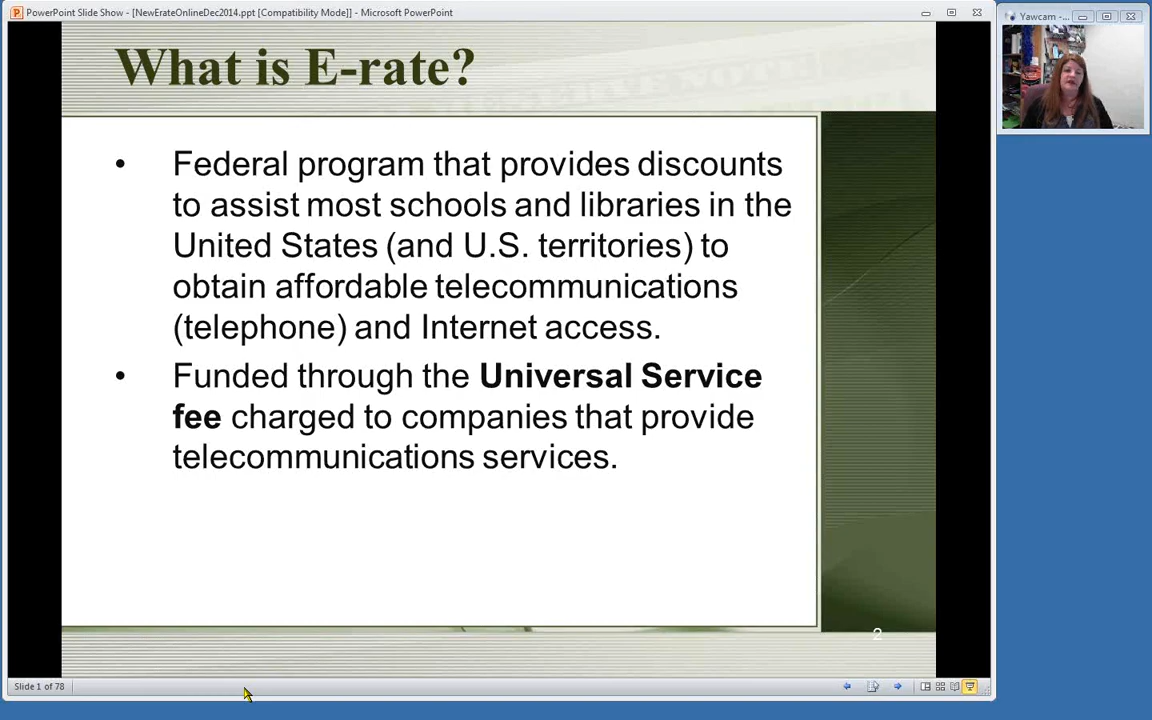 PowerPoint Slide Show - [NewErateOnlineDec2014.ppt [Compatibility Mode]] - Microsoft PowerPoint
Yawcam -...
What is E-rate?
• Federal program that provides discounts
to assist most schools and libraries in the
United States (and U.S. territories) to
obtain affordable telecommunications
(telephone) and Internet access.
• Funded through the Universal Service
fee charged to companies that provide
telecommunications services.
2
Slide 1 of 78